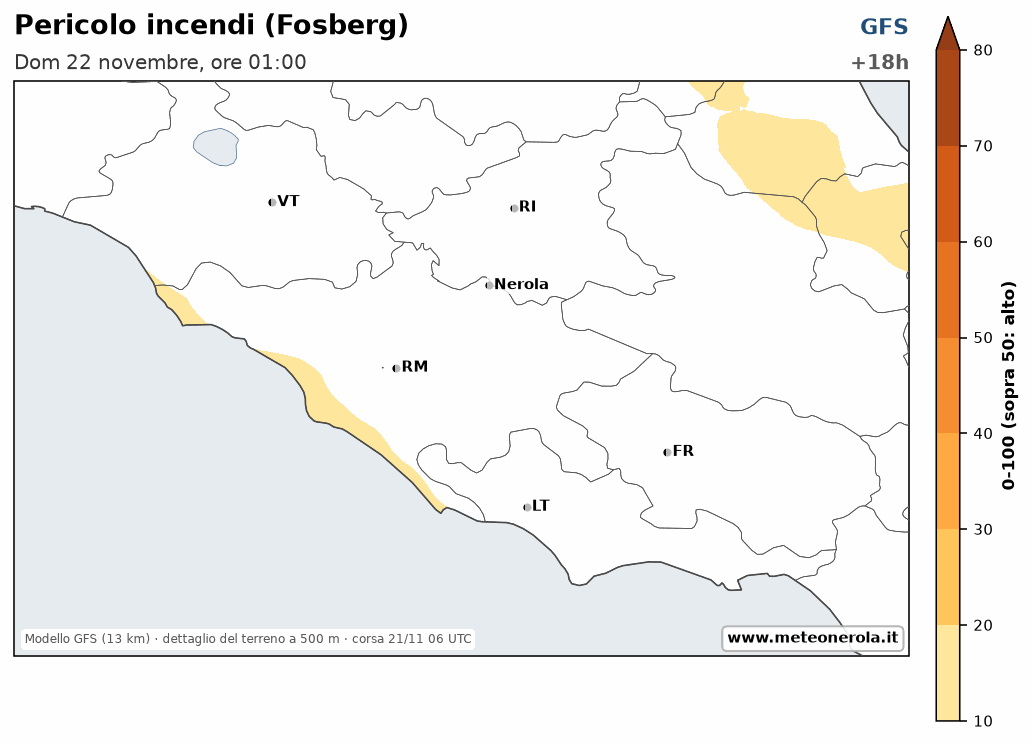 Pericolo incendi (Fosberg)
GFS
Dom 22 novembre, ore 01:00
+18h
VT
RI
Nerola
RM
FR
LT
Modello GFS (13 km) · dettaglio del terreno a 500 m · corsa 21/11 06 UTC
www.meteonerola.it
80
70
60
50
40
30
20
10
0-100 (sopra 50: alto)